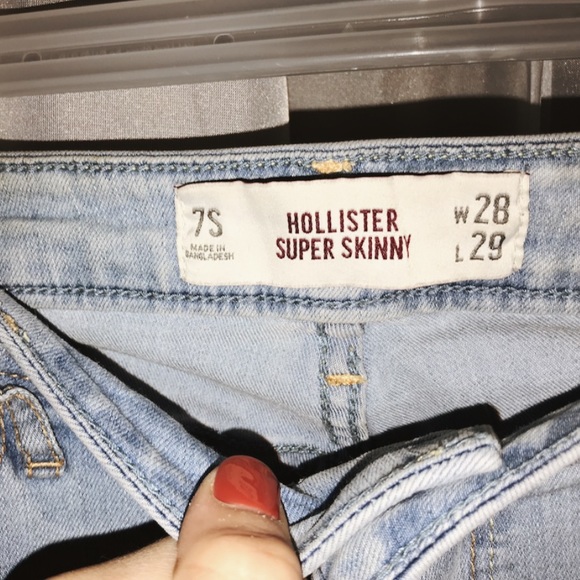 7S
MADE IN
BANGLADESH
HOLLISTER
SUPER SKINNY
W 28
L 29